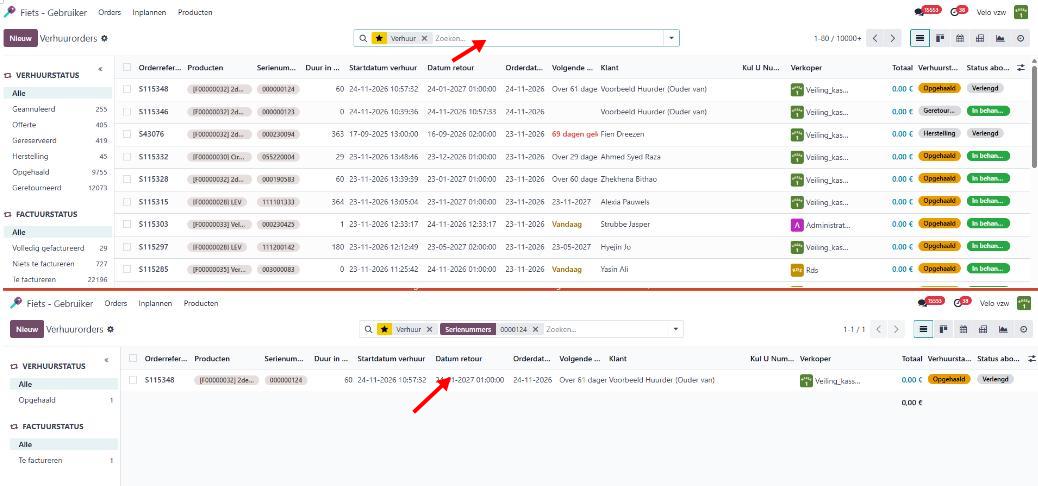 Fiets - Gebruiker Orders Inplannen Producten 15553 38 Velo vzw
Nieuw Verhuurorders Verhuur Zoeken... 1-80 / 10000+
VERHUURSTATUS
Alle
Geannuleerd 255
Offerte 405
Gereserveerd 419
Herstelling 45
Opgehaald 9755
Geretourneerd 12073
FACTUURSTATUS
Alle
Volledig gefactureerd 29
Niets te factureren 727
Te factureren 22196
Orderrefer... Producten Serienum... Duur in ... Startdatum verhuur Datum retour Orderdat... Volgende ... Klant Kul U Nu... Verkoper Totaal Verhuurst... Status abo...
S115348 [F00000032] 2d... 000000124 60 24-11-2026 10:57:32 24-01-2027 01:00:00 24-11-2026 Over 61 dage Voorbeeld Huurder (Ouder van) Veiling_kas... 0,00 € Opgehaald Verlengd
S115346 [F00000032] 2d... 000000123 0 24-11-2026 10:39:36 24-11-2026 10:57:33 24-11-2026 Voorbeeld Huurder (Ouder van) Veiling_kas... 0,00 € Geretour... In behan...
S43076 [F00000032] 2d... 000230094 363 17-09-2025 13:00:00 16-09-2026 02:00:00 23-11-2026 69 dagen gel Fien Dreezen Veiling_kas... 0,00 € Herstelling Verlengd
S115332 [F00000030] Cir... 055220004 29 23-11-2026 13:48:46 23-12-2026 01:00:00 23-11-2026 Over 29 dage Ahmed Syed Raza Veiling_kas... 0,00 € Opgehaald In behan...
S115328 [F00000032] 2d... 000190583 60 23-11-2026 13:39:39 23-01-2027 01:00:00 23-11-2026 Over 60 dage Zhekhena Bithao Veiling_kas... 0,00 € Opgehaald In behan...
S115315 [F00000028] LEV 111101333 364 23-11-2026 13:05:04 23-11-2027 01:00:00 23-11-2026 23-11-2027 Alexia Pauwels Veiling_kas... 0,00 € Opgehaald In behan...
S115303 [F00000033] Vel... 000230425 1 23-11-2026 12:33:17 24-11-2026 12:33:17 23-11-2026 Vandaag Strubbe Jasper A Administrat... 0,00 € Opgehaald In behan...
S115297 [F00000028] LEV 111200142 180 23-11-2026 12:12:49 23-05-2027 02:00:00 23-11-2026 23-05-2027 Hyejin Jo Veiling_kas... 0,00 € Opgehaald In behan...
S115285 [F00000035] Ver... 003000083 0 23-11-2026 11:25:42 24-11-2026 01:00:00 23-11-2026 Vandaag Yasin Ali Rds 0,00 € Opgehaald In behan...
Fiets - Gebruiker Orders Inplannen Producten 15553 38 Velo vzw
Nieuw Verhuurorders Verhuur Serienummers 0000124 Zoeken... 1-1 / 1
VERHUURSTATUS
Alle
Opgehaald 1
FACTUURSTATUS
Alle
Te factureren 1
Orderrefer... Producten Serienum... Duur in ... Startdatum verhuur Datum retour Orderdat... Volgende ... Klant Kul U Num... Verkoper Totaal Verhuursta... Status abo...
S115348 [F00000032] 2de... 000000124 60 24-11-2026 10:57:32 24-01-2027 01:00:00 24-11-2026 Over 61 dager Voorbeeld Huurder (Ouder van) Veiling_kass... 0,00 € Opgehaald Verlengd
0,00 €